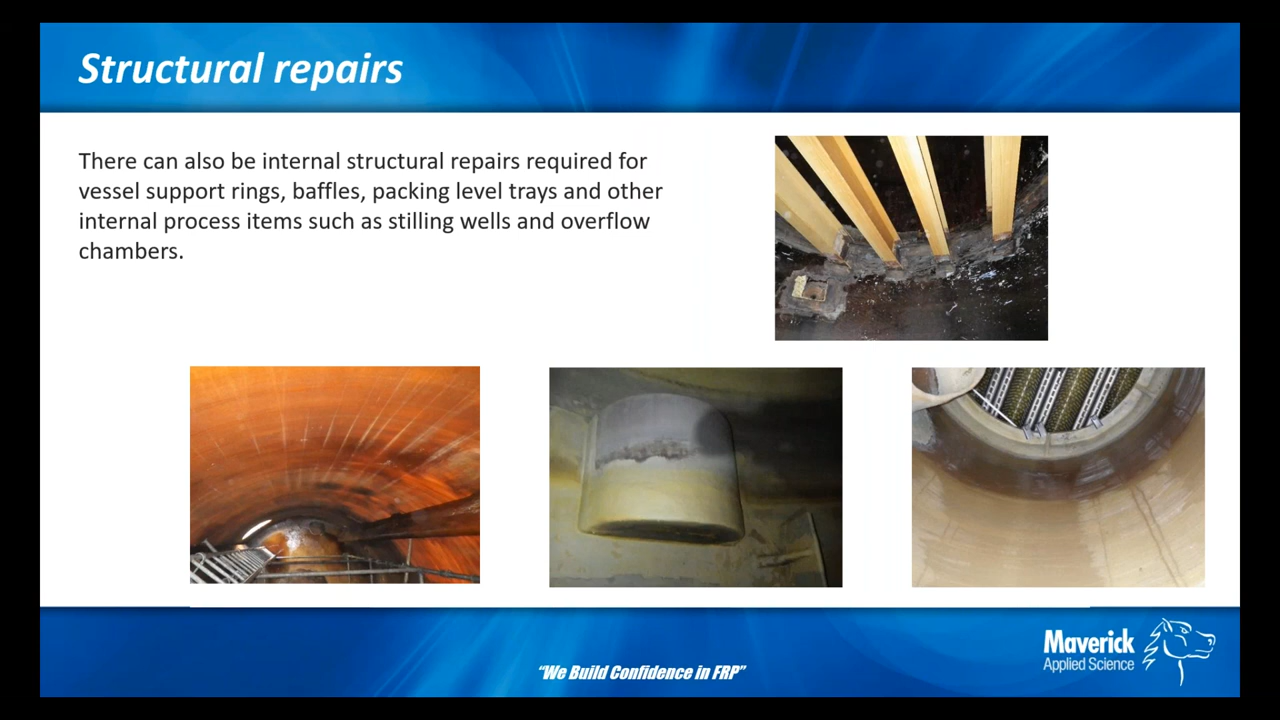 Structural repairs
There can also be internal structural repairs required for
vessel support rings, baffles, packing level trays and other
internal process items such as stilling wells and overflow
chambers.
“We Build Confidence in FRP”
Maverick
Applied Science